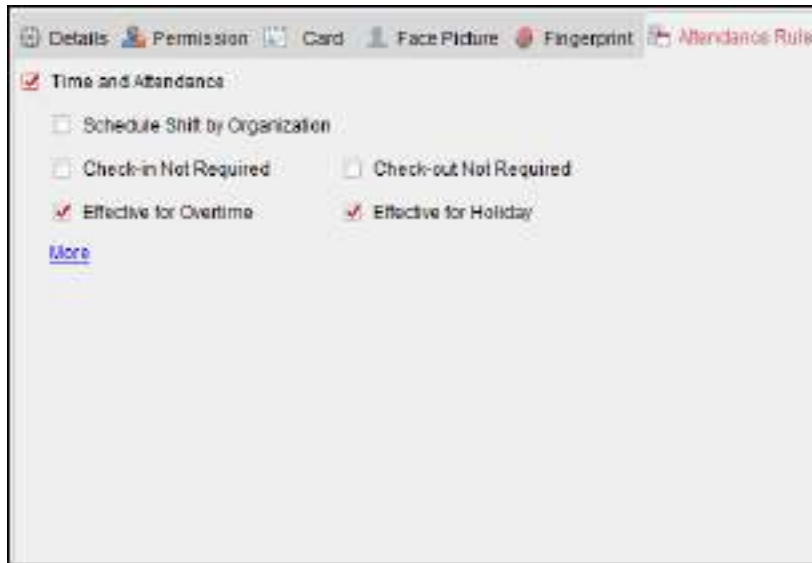 Details Permission Card Face Picture Fingerprint Attendance Rule
Time and Attendance
Schedule Shift by Organization
Check-in Not Required Check-out Not Required
Effective for Overtime Effective for Holiday
More